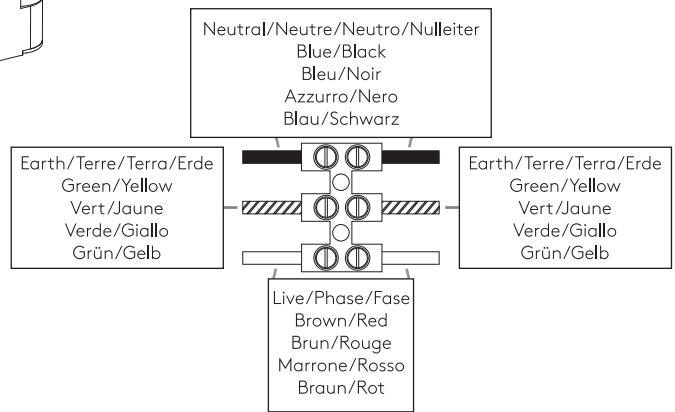 Neutral/Neutre/Neutro/Nulleiter
Blue/Black
Bleu/Noir
Azzurro/Nero
Blau/Schwarz
Earth/Terre/Terra/Erde
Green/Yellow
Vert/Jaune
Verde/Giallo
Grün/Gelb
Earth/Terre/Terra/Erde
Green/Yellow
Vert/Jaune
Verde/Giallo
Grün/Gelb
Live/Phase/Fase
Brown/Red
Brun/Rouge
Marrone/Rosso
Braun/Rot